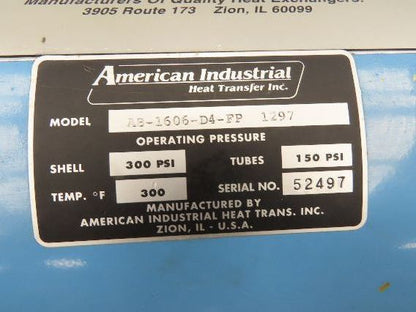 Manufacturers Of Quality Heat Exchangers.
3905 Route 173 Zion, IL 60099
American Industrial
Heat Transfer Inc.
MODEL AB-1606-D4-FP 1297
OPERATING PRESSURE
SHELL 300 PSI TUBES 150 PSI
TEMP. °F 300 SERIAL NO. 52497
MANUFACTURED BY
AMERICAN INDUSTRIAL HEAT TRANS. INC.
ZION, IL - U.S.A.